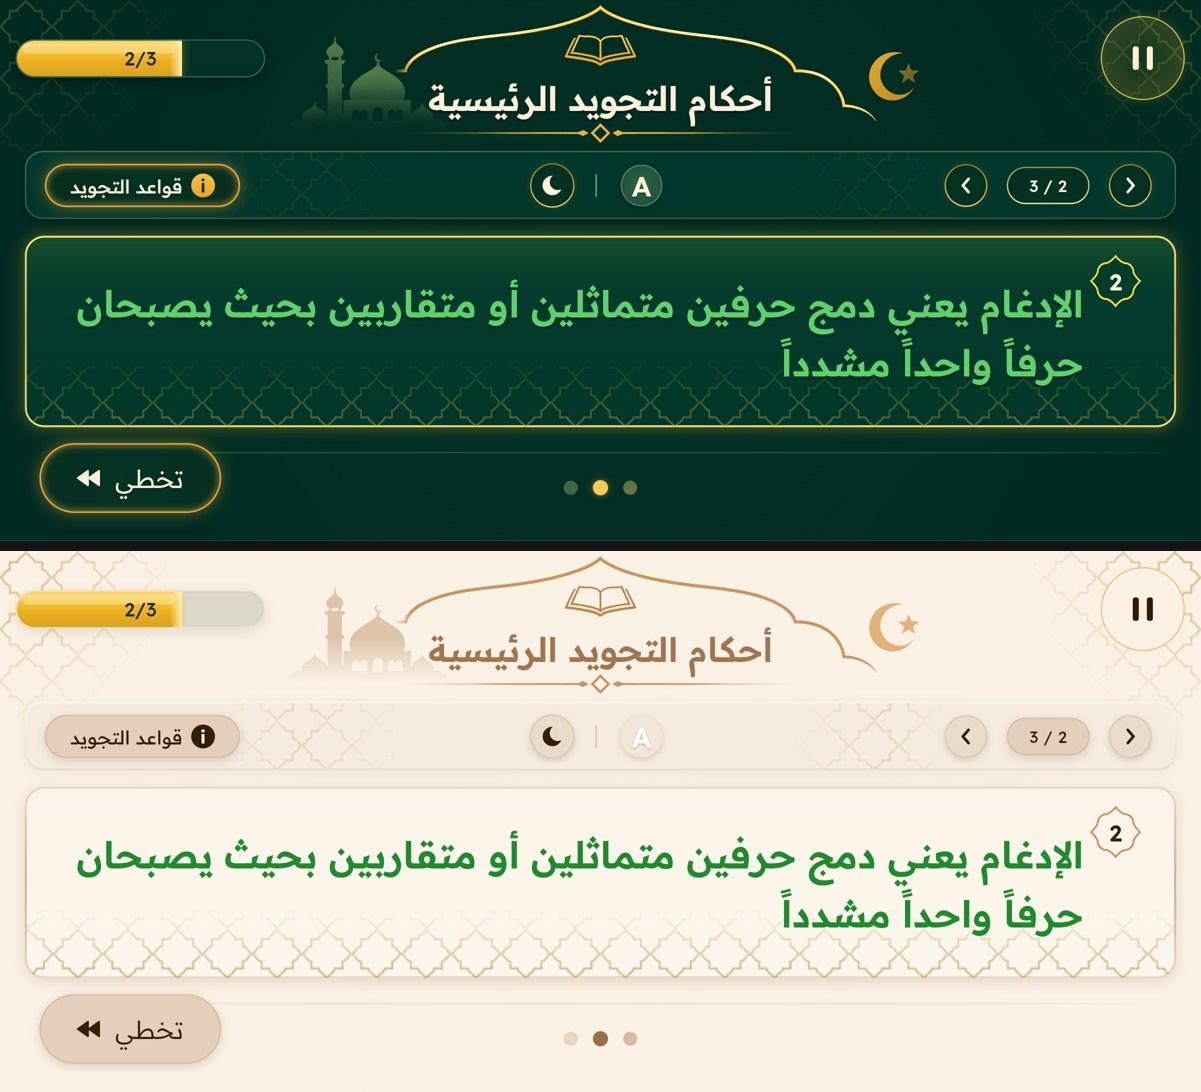 2/3
أحكام التجويد الرئيسية
قواعد التجويد
A
3 / 2
2
الإدغام يعني دمج حرفين متماثلين أو متقاربين بحيث يصبحان
حرفاً واحداً مشدداً
تخطي
2/3
أحكام التجويد الرئيسية
قواعد التجويد
A
3 / 2
2
الإدغام يعني دمج حرفين متماثلين أو متقاربين بحيث يصبحان
حرفاً واحداً مشدداً
تخطي